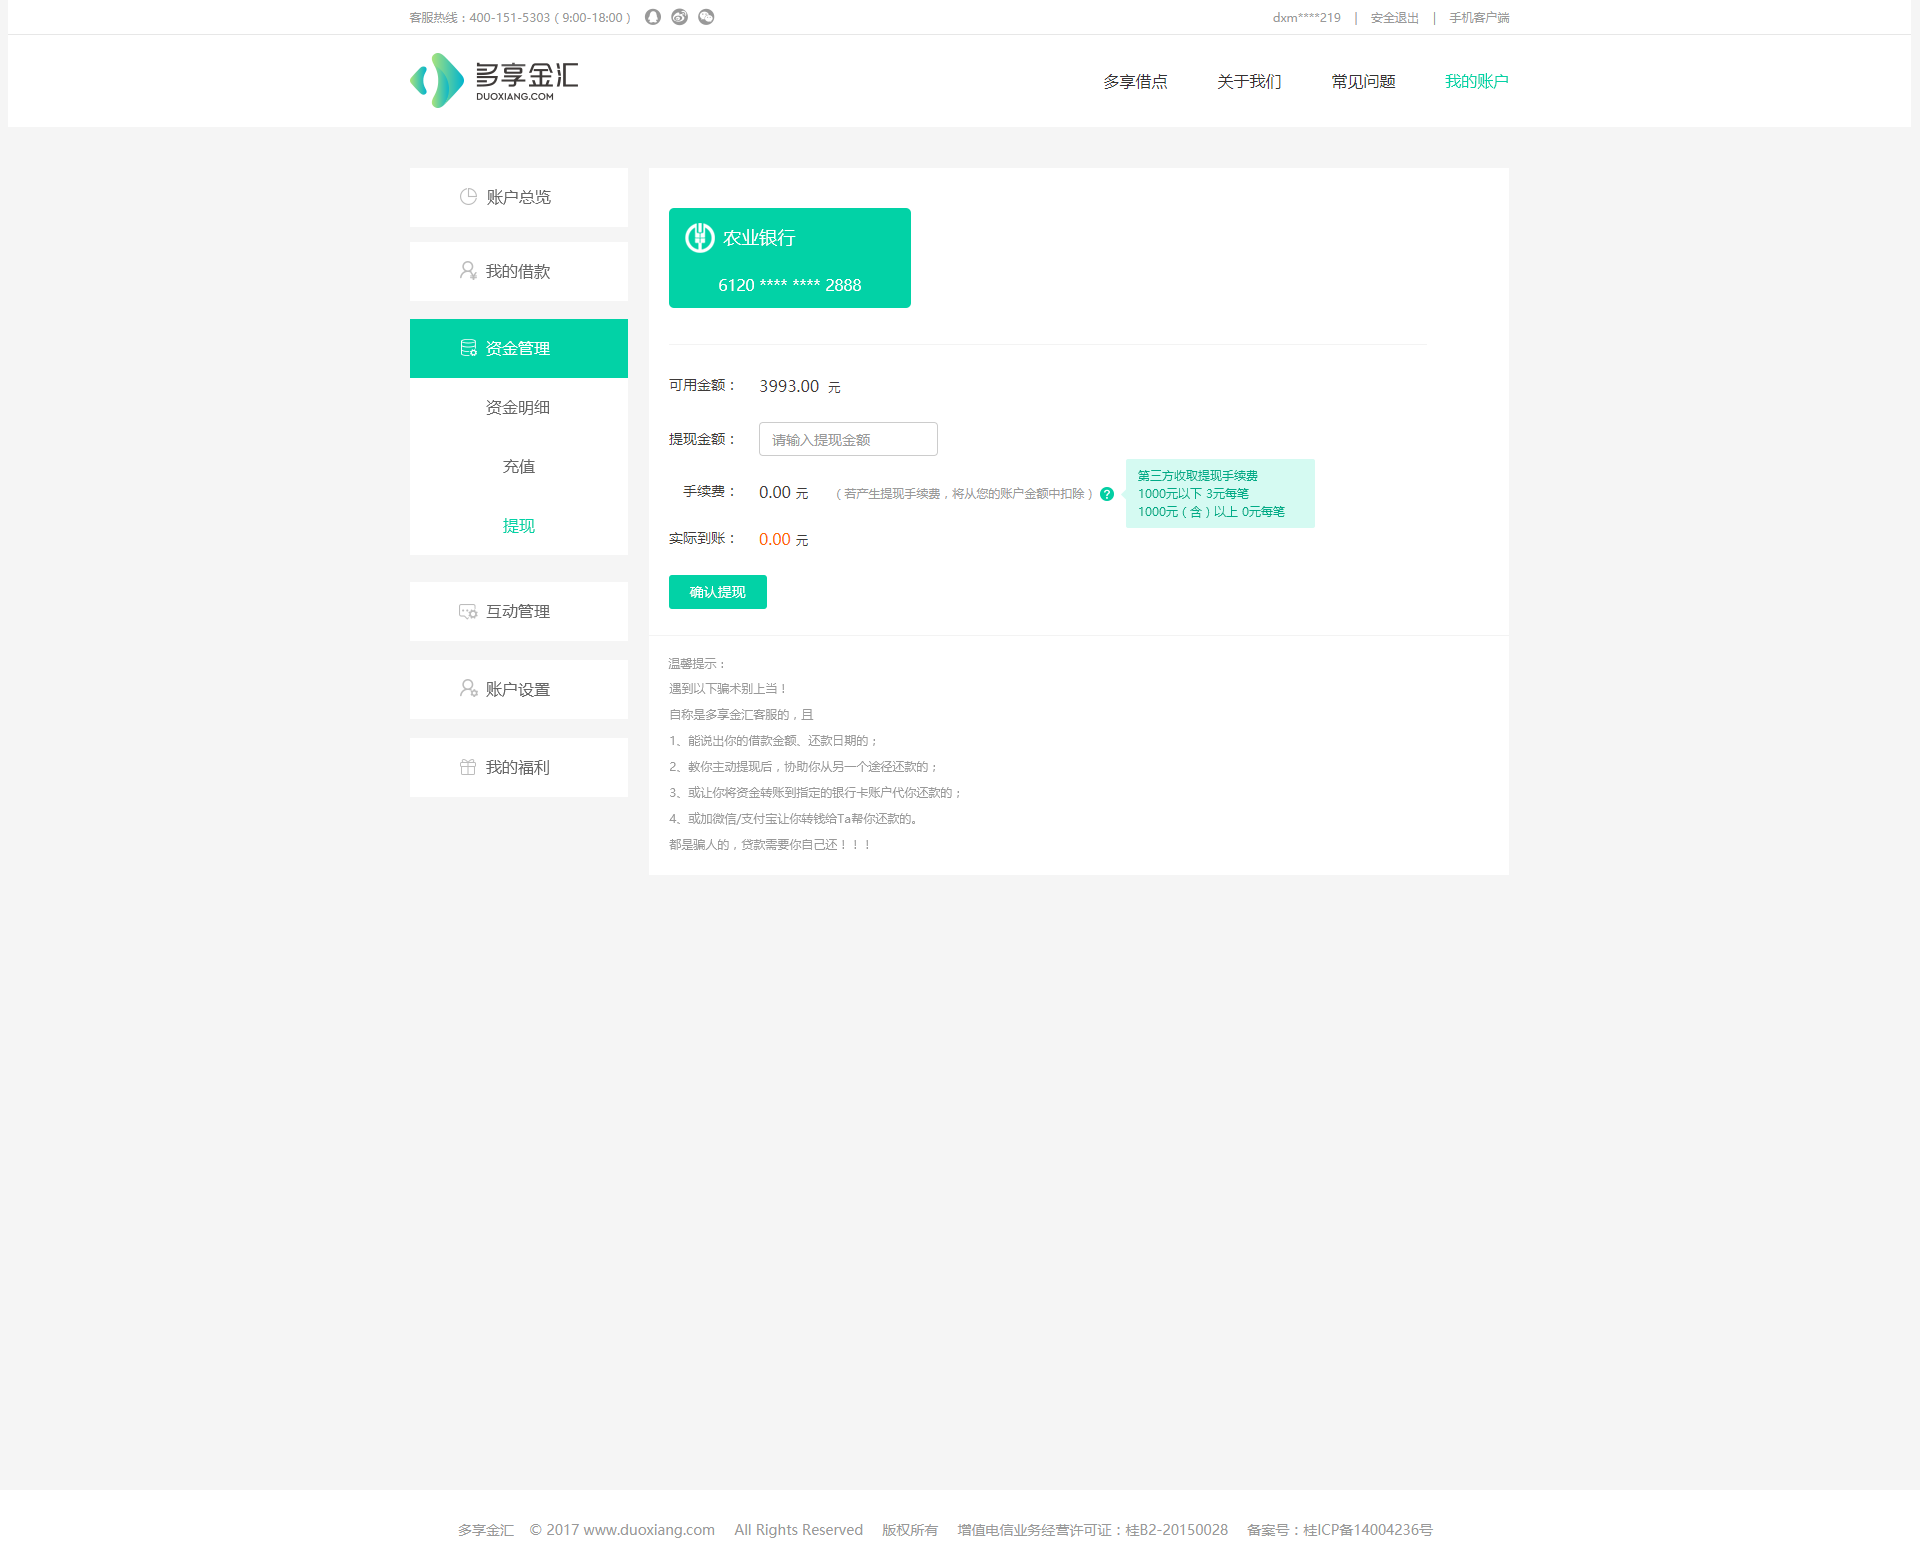 客服热线：400-151-5303（9:00-18:00）
dxm****219 | 安全退出 | 手机客户端
多享金汇
DUOXIANG.COM
多享借点 关于我们 常见问题 我的账户
账户总览
我的借款
资金管理
资金明细
充值
提现
互动管理
账户设置
我的福利
农业银行
6120 **** **** 2888
可用金额： 3993.00 元
提现金额： 请输入提现金额
手续费： 0.00 元 （若产生提现手续费，将从您的账户金额中扣除） ?
第三方收取提现手续费
1000元以下 3元每笔
1000元（含）以上 0元每笔
实际到账： 0.00 元
确认提现
温馨提示：
遇到以下骗术别上当！
自称是多享金汇客服的，且
1、能说出你的借款金额、还款日期的；
2、教你主动提现后，协助你从另一个途径还款的；
3、或让你将资金转账到指定的银行卡账户代你还款的；
4、或加微信/支付宝让你转钱给Ta帮你还款的。
都是骗人的，贷款需要你自己还！！！
多享金汇 © 2017 www.duoxiang.com All Rights Reserved 版权所有 增值电信业务经营许可证：桂B2-20150028 备案号：桂ICP备14004236号